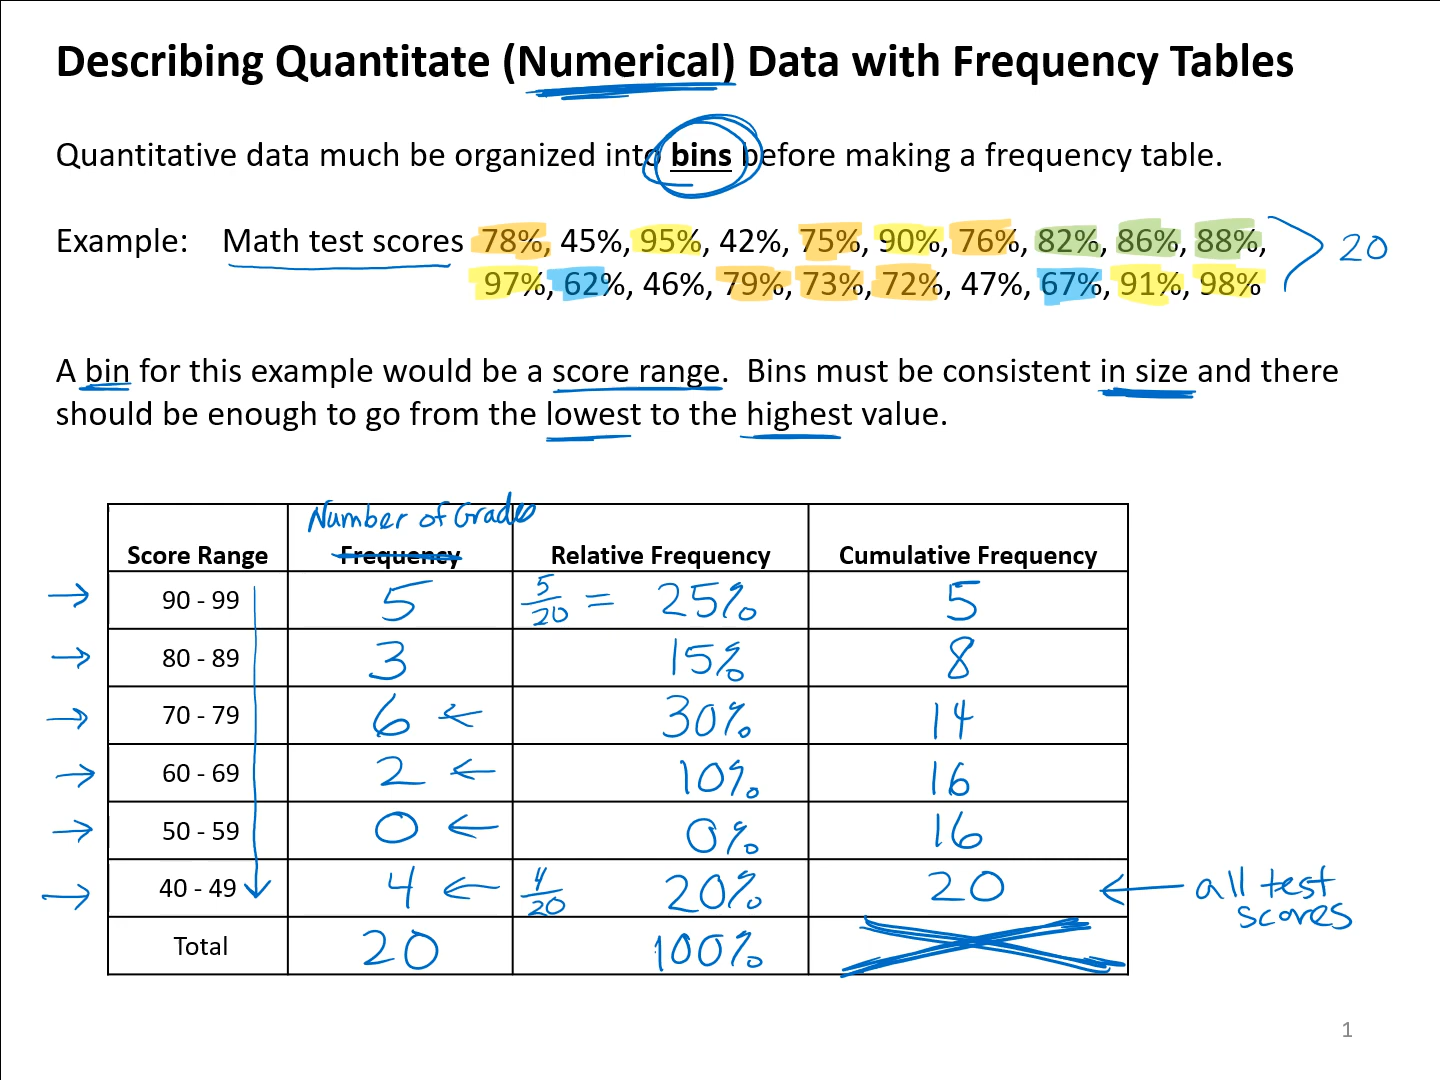 Describing Quantitate (Numerical) Data with Frequency Tables
Quantitative data much be organized into bins before making a frequency table.
Example: Math test scores 78%, 45%, 95%, 42%, 75%, 90%, 76%, 82%, 86%, 88%,
97%, 62%, 46%, 79%, 73%, 72%, 47%, 67%, 91%, 98%
20
A bin for this example would be a score range. Bins must be consistent in size and there
should be enough to go from the lowest to the highest value.
Number of Grades
Score Range Frequency Relative Frequency Cumulative Frequency
90 - 99 5 5/20 = 25% 5
80 - 89 3 15% 8
70 - 79 6 30% 14
60 - 69 2 10% 16
50 - 59 0 0% 16
40 - 49 4 4/20 20% 20 all test
scores
Total 20 100%
1